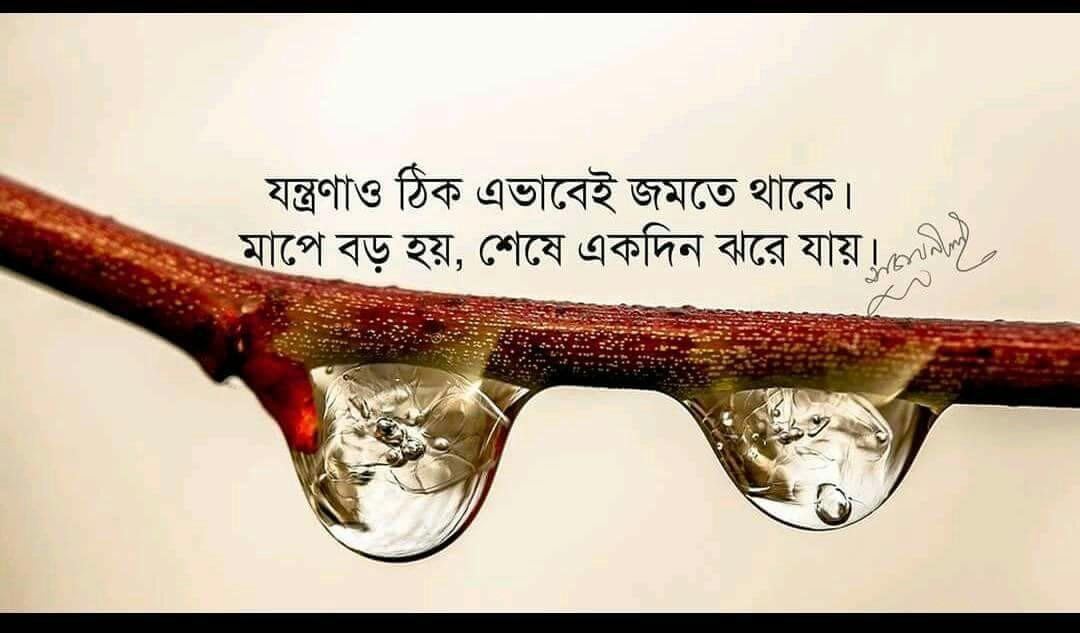 যন্ত্রণাও ঠিক এভাবেই জমতে থাকে।
মাপে বড় হয়, শেষে একদিন ঝরে যায়।